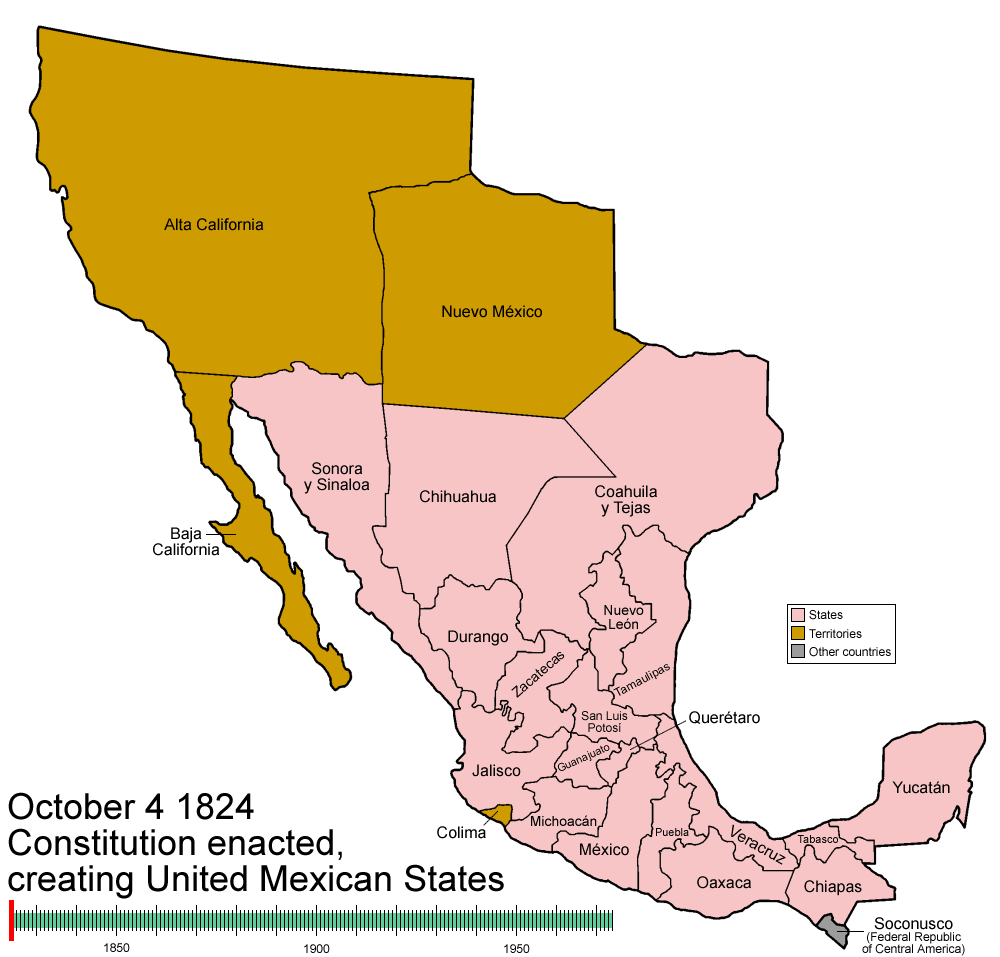 Alta California
Nuevo México
Sonora
y Sinaloa
Chihuahua
Coahuila
y Tejas
Baja
California
Nuevo
León
States
Territories
Other countries
Durango
Zacatecas
Tamaulipas
San Luis
Potosí
Querétaro
Guanajuato
Jalisco
Yucatán
Colima
Michoacán
México
Puebla
Veracruz
Tabasco
Oaxaca
Chiapas
Soconusco
(Federal Republic
of Central America)
October 4 1824
Constitution enacted,
creating United Mexican States
1850
1900
1950